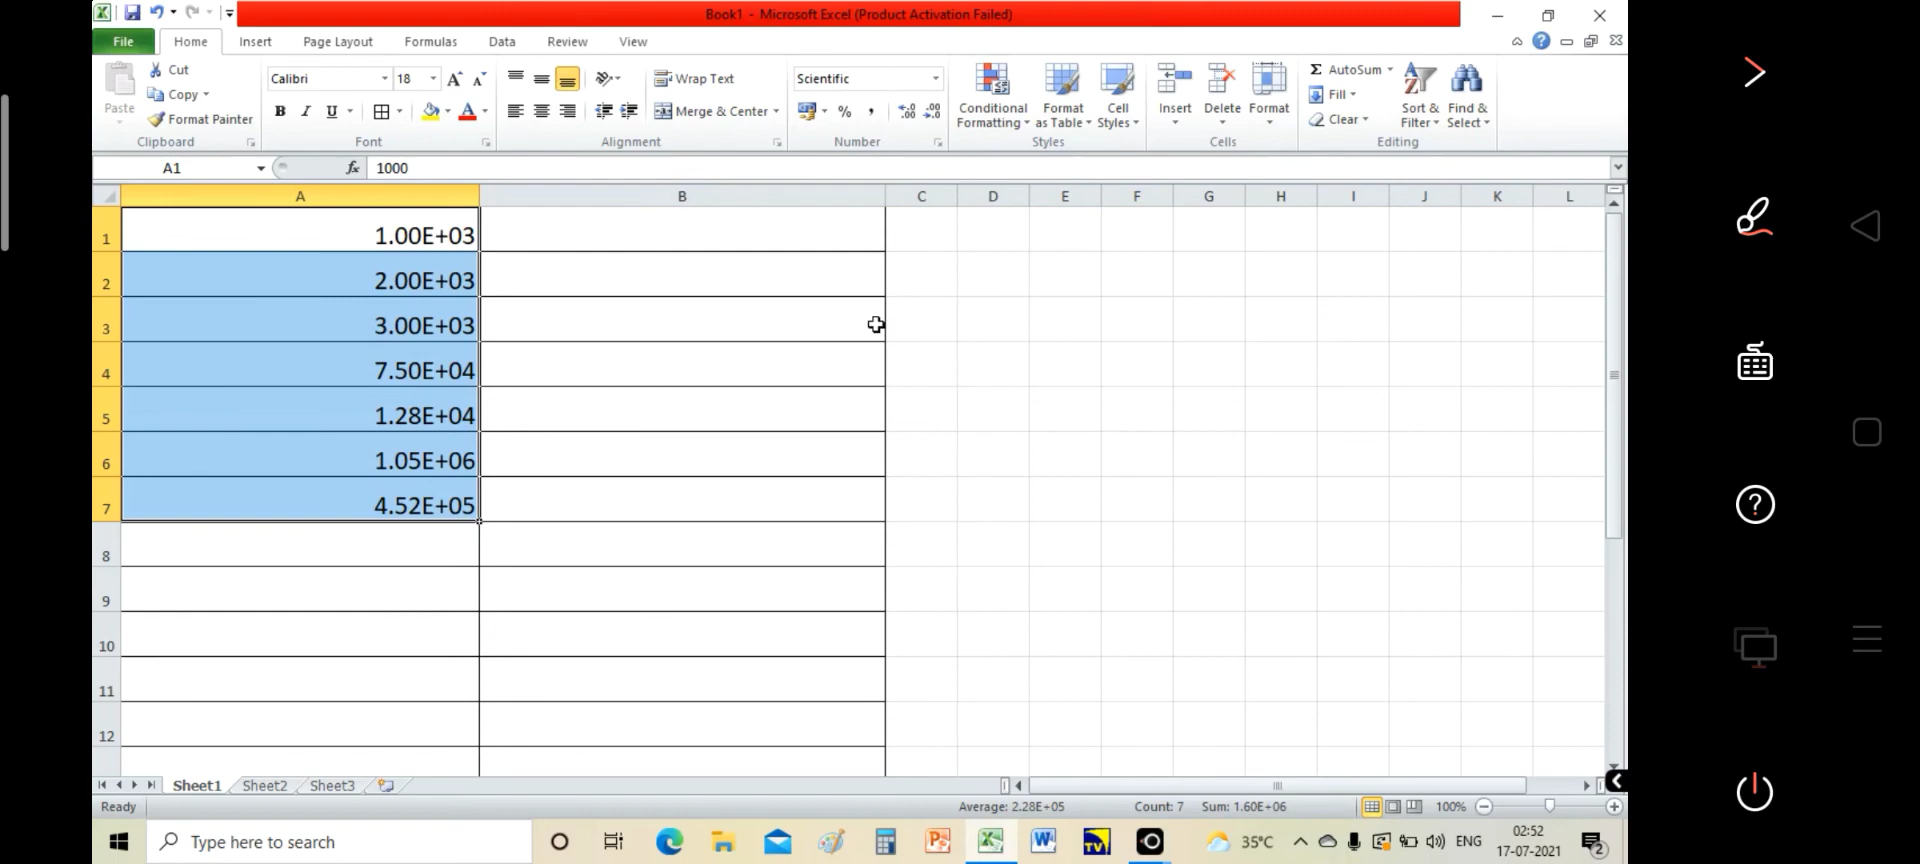 Book1 - Microsoft Excel (Product Activation Failed)
File Home Insert Page Layout Formulas Data Review View
Paste Cut Copy Format Painter Clipboard
Calibri 18 A A B I U A Font
Wrap Text Merge & Center Alignment
Scientific % , .0 .00 .00 .0 Number
Conditional Formatting Format as Table Cell Styles Styles
Insert Delete Format Cells
Σ AutoSum Fill Clear Sort & Filter Find & Select Editing
A1 fx 1000
A B C D E F G H I J K L
1 1.00E+03
2 2.00E+03
3 3.00E+03
4 7.50E+04
5 1.28E+04
6 1.05E+06
7 4.52E+05
8
9
10
11
12
Sheet1 Sheet2 Sheet3
Ready Average: 2.28E+05 Count: 7 Sum: 1.60E+06 100%
Type here to search 35°C ENG 02:52
17-07-2021 2